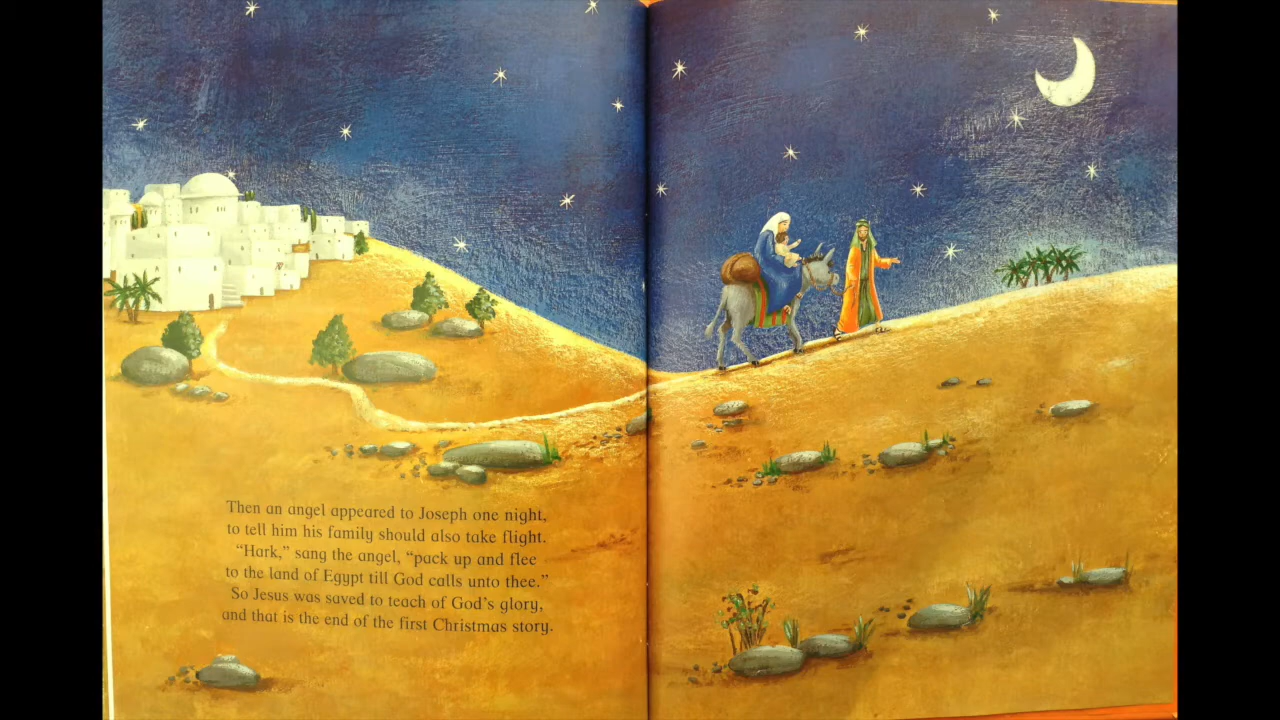 Then an angel appeared to Joseph one night,
to tell him his family should also take flight.
“Hark,” sang the angel, “pack up and flee
to the land of Egypt till God calls unto thee.”
So Jesus was saved to teach of God’s glory,
and that is the end of the first Christmas story.